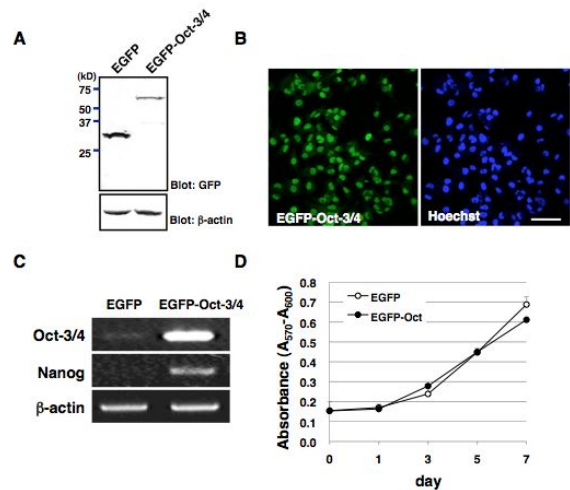 A
EGFP
EGFP-Oct-3/4
(kD)
75
50
37
25
Blot: GFP
Blot: β-actin
B
EGFP-Oct-3/4
Hoechst
C
EGFP
EGFP-Oct-3/4
Oct-3/4
Nanog
β-actin
D
Absorbance (A570-A600)
0.8
0.7
0.6
0.5
0.4
0.3
0.2
0.1
0.0
EGFP
EGFP-Oct
0 1 3 5 7
day